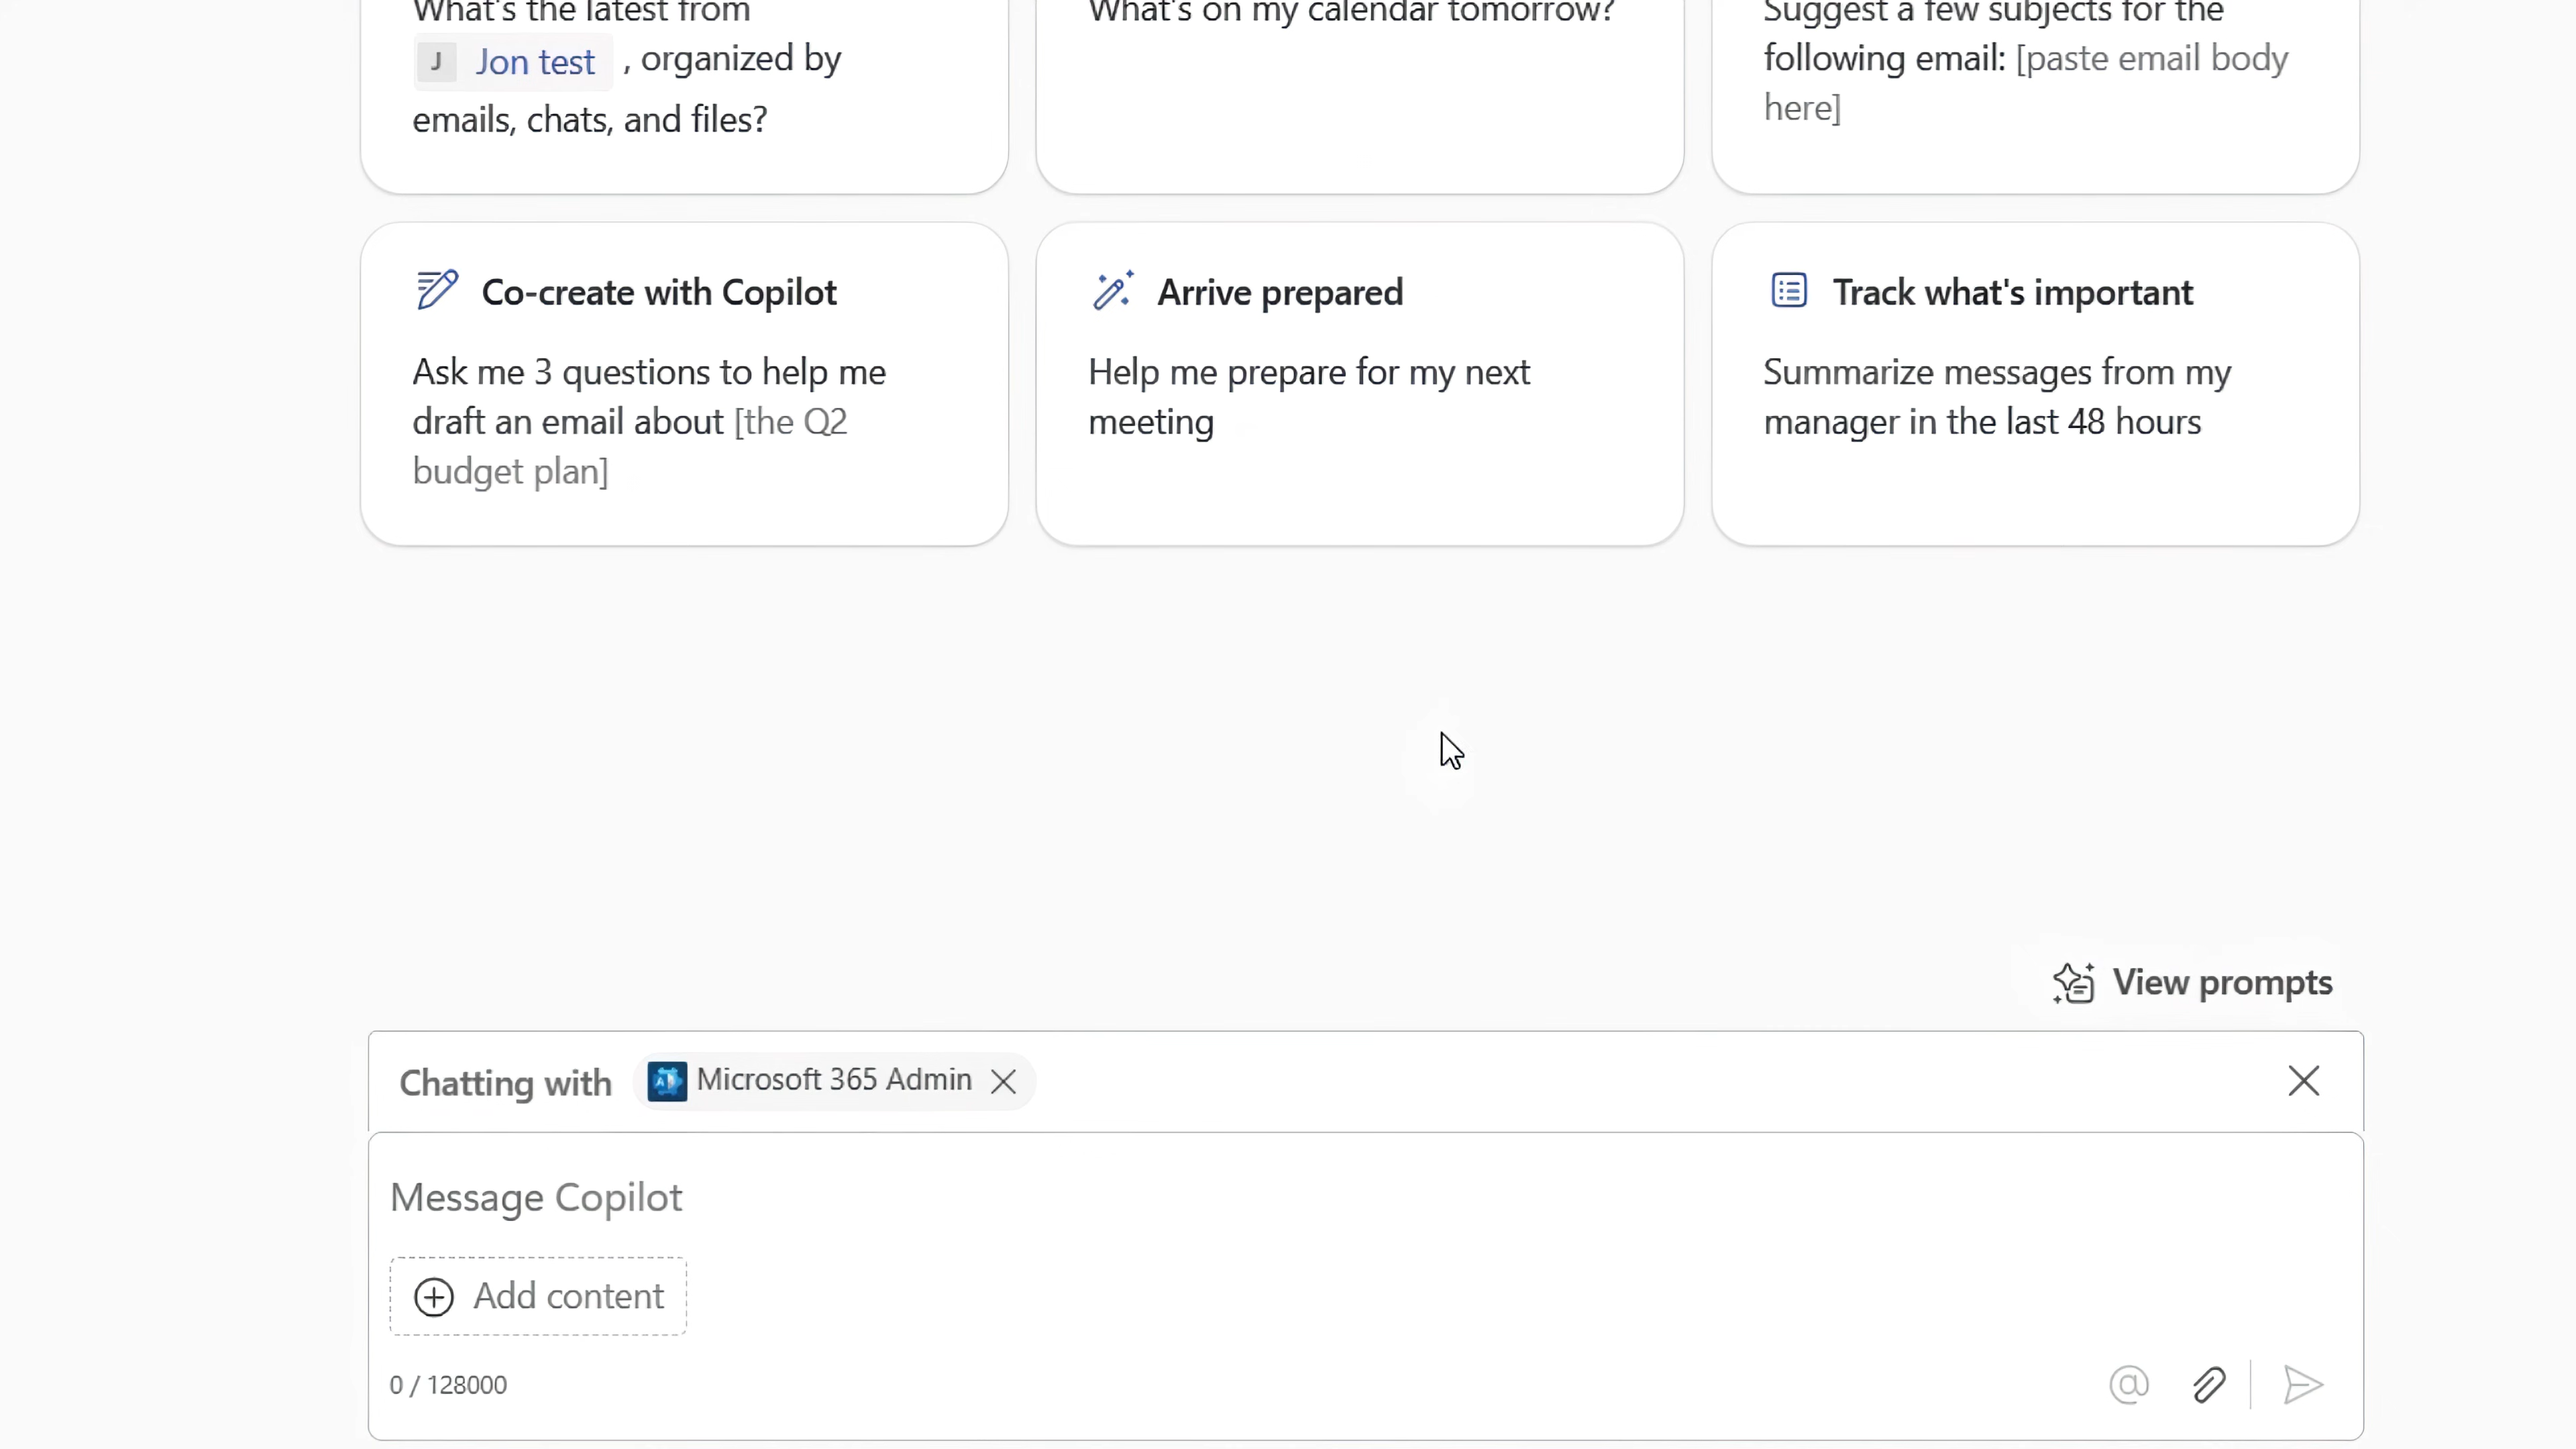 What's the latest from
J Jon test , organized by
emails, chats, and files?
What's on my calendar tomorrow?
Suggest a few subjects for the
following email: [paste email body
here]
Co-create with Copilot
Ask me 3 questions to help me
draft an email about [the Q2
budget plan]
Arrive prepared
Help me prepare for my next
meeting
Track what's important
Summarize messages from my
manager in the last 48 hours
View prompts
Chatting with Microsoft 365 Admin
Message Copilot
Add content
0 / 128000